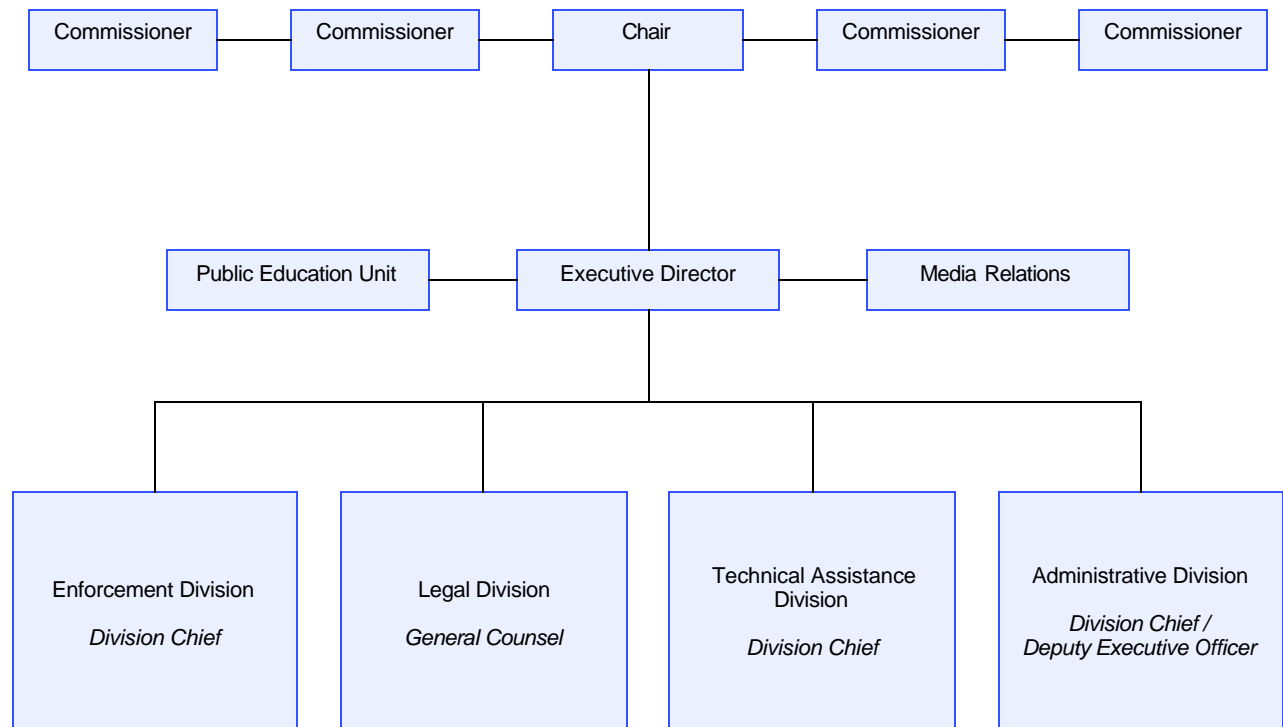 Commissioner
Commissioner
Chair
Commissioner
Commissioner
Public Education Unit
Executive Director
Media Relations
Enforcement Division
Division Chief
Legal Division
General Counsel
Technical Assistance
Division
Division Chief
Administrative Division
Division Chief /
Deputy Executive Officer